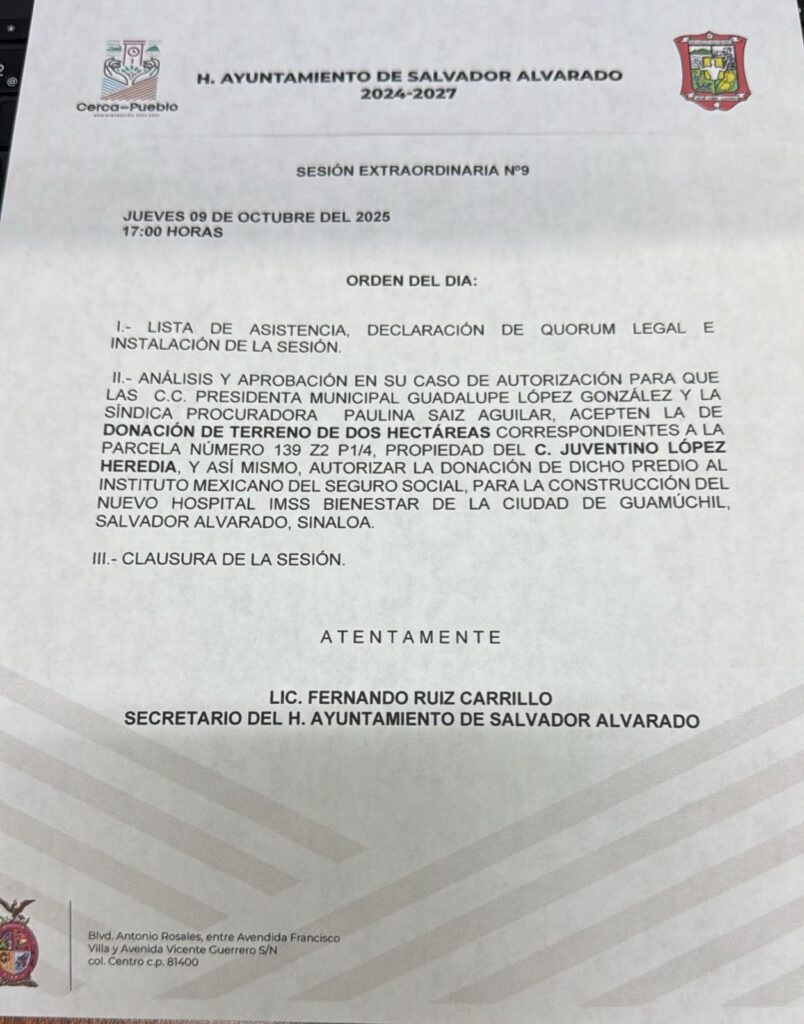 Cerca del Pueblo
H. AYUNTAMIENTO DE SALVADOR ALVARADO
2024-2027
SESIÓN EXTRAORDINARIA Nº9
JUEVES 09 DE OCTUBRE DEL 2025
17:00 HORAS
ORDEN DEL DIA:
I.- LISTA DE ASISTENCIA, DECLARACIÓN DE QUORUM LEGAL E
INSTALACIÓN DE LA SESIÓN.
II.- ANÁLISIS Y APROBACIÓN EN SU CASO DE AUTORIZACIÓN PARA QUE
LAS C.C. PRESIDENTA MUNICIPAL GUADALUPE LÓPEZ GONZÁLEZ Y LA
SÍNDICA PROCURADORA PAULINA SAIZ AGUILAR, ACEPTEN LA DE
DONACIÓN DE TERRENO DE DOS HECTÁREAS CORRESPONDIENTES A LA
PARCELA NÚMERO 139 Z2 P1/4, PROPIEDAD DEL C. JUVENTINO LÓPEZ
HEREDIA, Y ASÍ MISMO, AUTORIZAR LA DONACIÓN DE DICHO PREDIO AL
INSTITUTO MEXICANO DEL SEGURO SOCIAL, PARA LA CONSTRUCCIÓN DEL
NUEVO HOSPITAL IMSS BIENESTAR DE LA CIUDAD DE GUAMÚCHIL,
SALVADOR ALVARADO, SINALOA.
III.- CLAUSURA DE LA SESIÓN.
ATENTAMENTE
LIC. FERNANDO RUIZ CARRILLO
SECRETARIO DEL H. AYUNTAMIENTO DE SALVADOR ALVARADO
Blvd. Antonio Rosales, entre Avendida Francisco
Villa y Avenida Vicente Guerrero S/N
col. Centro c.p. 81400